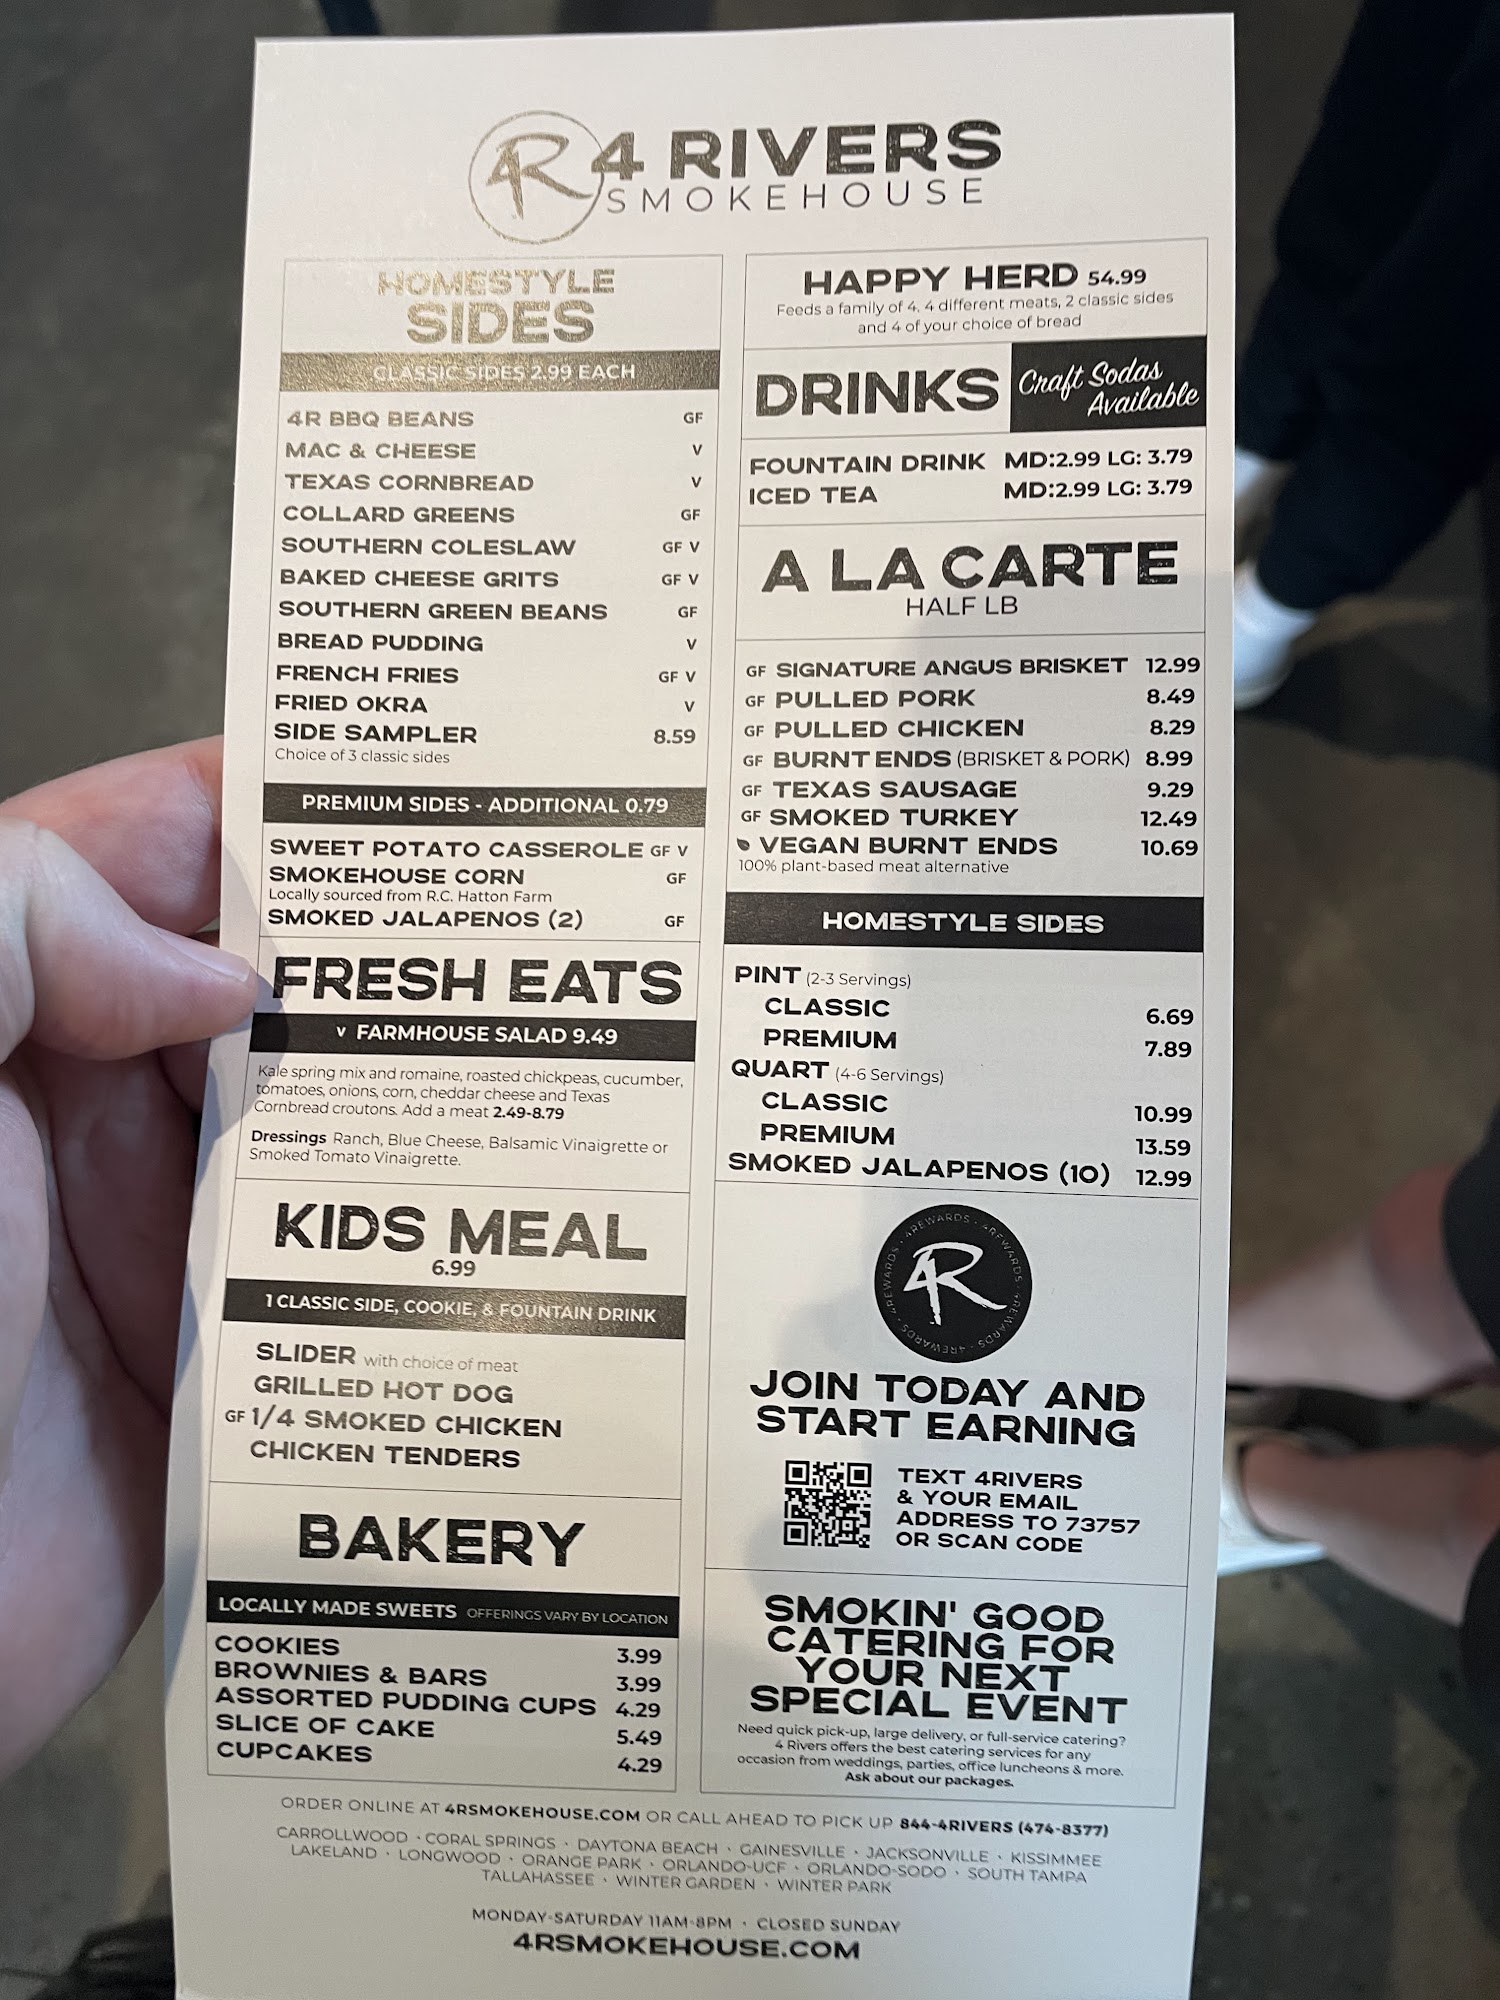 4R 4 RIVERS
SMOKEHOUSE
HOMESTYLE
SIDES
CLASSIC SIDES 2.99 EACH
4R BBQ BEANS GF
MAC & CHEESE V
TEXAS CORNBREAD V
COLLARD GREENS GF
SOUTHERN COLESLAW GF V
BAKED CHEESE GRITS GF V
SOUTHERN GREEN BEANS GF
BREAD PUDDING V
FRENCH FRIES GF V
FRIED OKRA V
SIDE SAMPLER 8.59
Choice of 3 classic sides
PREMIUM SIDES - ADDITIONAL 0.79
SWEET POTATO CASSEROLE GF V
SMOKEHOUSE CORN GF
Locally sourced from R.C. Hatton Farm
SMOKED JALAPENOS (2) GF
FRESH EATS
V FARMHOUSE SALAD 9.49
Kale spring mix and romaine, roasted chickpeas, cucumber,
tomatoes, onions, corn, cheddar cheese and Texas
Cornbread croutons. Add a meat 2.49-8.79
Dressings Ranch, Blue Cheese, Balsamic Vinaigrette or
Smoked Tomato Vinaigrette.
KIDS MEAL
6.99
1 CLASSIC SIDE, COOKIE, & FOUNTAIN DRINK
SLIDER with choice of meat
GRILLED HOT DOG
GF 1/4 SMOKED CHICKEN
CHICKEN TENDERS
BAKERY
LOCALLY MADE SWEETS OFFERINGS VARY BY LOCATION
COOKIES 3.99
BROWNIES & BARS 3.99
ASSORTED PUDDING CUPS 4.29
SLICE OF CAKE 5.49
CUPCAKES 4.29
HAPPY HERD 54.99
Feeds a family of 4. 4 different meats, 2 classic sides
and 4 of your choice of bread
DRINKS
Craft Sodas
Available
FOUNTAIN DRINK MD:2.99 LG: 3.79
ICED TEA MD:2.99 LG: 3.79
A LA CARTE
HALF LB
GF SIGNATURE ANGUS BRISKET 12.99
GF PULLED PORK 8.49
GF PULLED CHICKEN 8.29
GF BURNT ENDS (BRISKET & PORK) 8.99
GF TEXAS SAUSAGE 9.29
GF SMOKED TURKEY 12.49
VEGAN BURNT ENDS 10.69
100% plant-based meat alternative
HOMESTYLE SIDES
PINT (2-3 Servings)
CLASSIC 6.69
PREMIUM 7.89
QUART (4-6 Servings)
CLASSIC 10.99
PREMIUM 13.59
SMOKED JALAPENOS (10) 12.99
4REWARDS · 4REWARDS · 4REWARDS · 4REWARDS · 4REWARDS ·
4R
JOIN TODAY AND
START EARNING
TEXT 4RIVERS
& YOUR EMAIL
ADDRESS TO 73757
OR SCAN CODE
SMOKIN' GOOD
CATERING FOR
YOUR NEXT
SPECIAL EVENT
Need quick pick-up, large delivery, or full-service catering?
4 Rivers offers the best catering services for any
occasion from weddings, parties, office luncheons & more.
Ask about our packages.
ORDER ONLINE AT 4RSMOKEHOUSE.COM OR CALL AHEAD TO PICK UP 844-4RIVERS (474-8377)
CARROLLWOOD · CORAL SPRINGS · DAYTONA BEACH · GAINESVILLE · JACKSONVILLE · KISSIMMEE
LAKELAND · LONGWOOD · ORANGE PARK · ORLANDO-UCF · ORLANDO-SODO · SOUTH TAMPA
TALLAHASSEE · WINTER GARDEN · WINTER PARK
MONDAY-SATURDAY 11AM-8PM · CLOSED SUNDAY
4RSMOKEHOUSE.COM